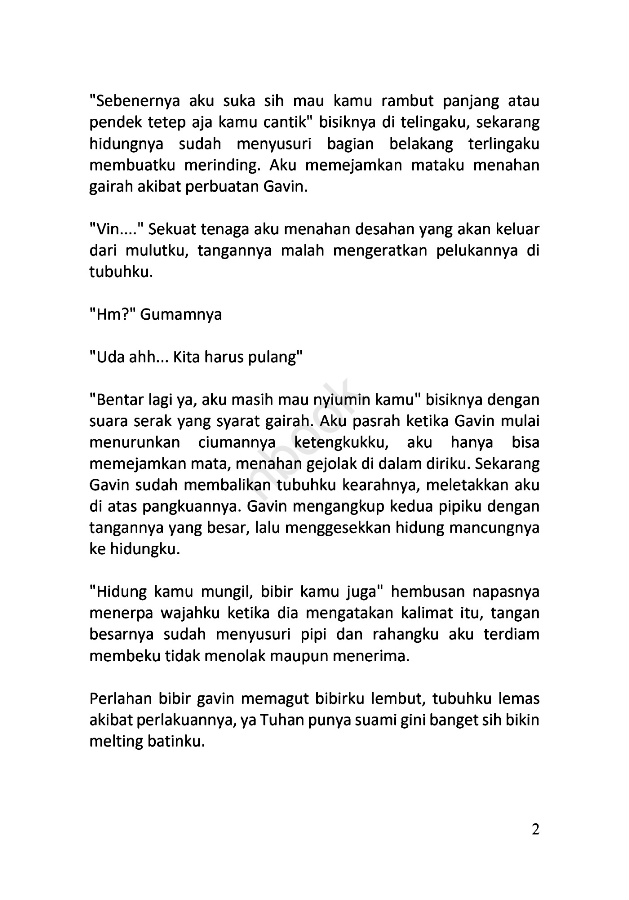 "Sebenernya aku suka sih mau kamu rambut panjang atau
pendek tetep aja kamu cantik" bisiknya di telingaku, sekarang
hidungnya sudah menyusuri bagian belakang terlingaku
membuatku merinding. Aku memejamkan mataku menahan
gairah akibat perbuatan Gavin.
"Vin...." Sekuat tenaga aku menahan desahan yang akan keluar
dari mulutku, tangannya malah mengeratkan pelukannya di
tubuhku.
"Hm?" Gumamnya
"Uda ahh... Kita harus pulang"
"Bentar lagi ya, aku masih mau nyiumin kamu" bisiknya dengan
suara serak yang syarat gairah. Aku pasrah ketika Gavin mulai
menurunkan ciumannya ketengkukku, aku hanya bisa
memejamkan mata, menahan gejolak di dalam diriku. Sekarang
Gavin sudah membalikan tubuhku kearahnya, meletakkan aku
di atas pangkuannya. Gavin mengangkup kedua pipiku dengan
tangannya yang besar, lalu menggesekkan hidung mancungnya
ke hidungku.
"Hidung kamu mungil, bibir kamu juga" hembusan napasnya
menerpa wajahku ketika dia mengatakan kalimat itu, tangan
besarnya sudah menyusuri pipi dan rahangku aku terdiam
membeku tidak menolak maupun menerima.
Perlahan bibir gavin memagut bibirku lembut, tubuhku lemas
akibat perlakuannya, ya Tuhan punya suami gini banget sih bikin
melting batinku.
2